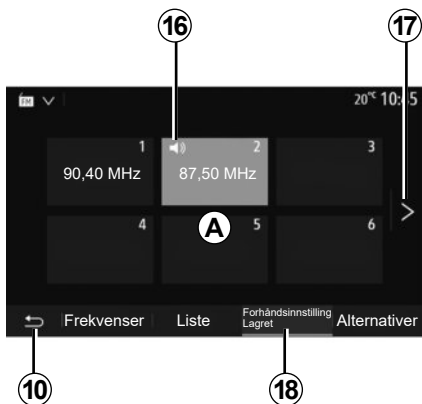 16
17
FM
20°C 10:45
1
2
3
90,40 MHz
87,50 MHz
4
A
5
6
Frekvenser
Liste
Forhåndsinnstilling
Lagret
Alternativer
10
18